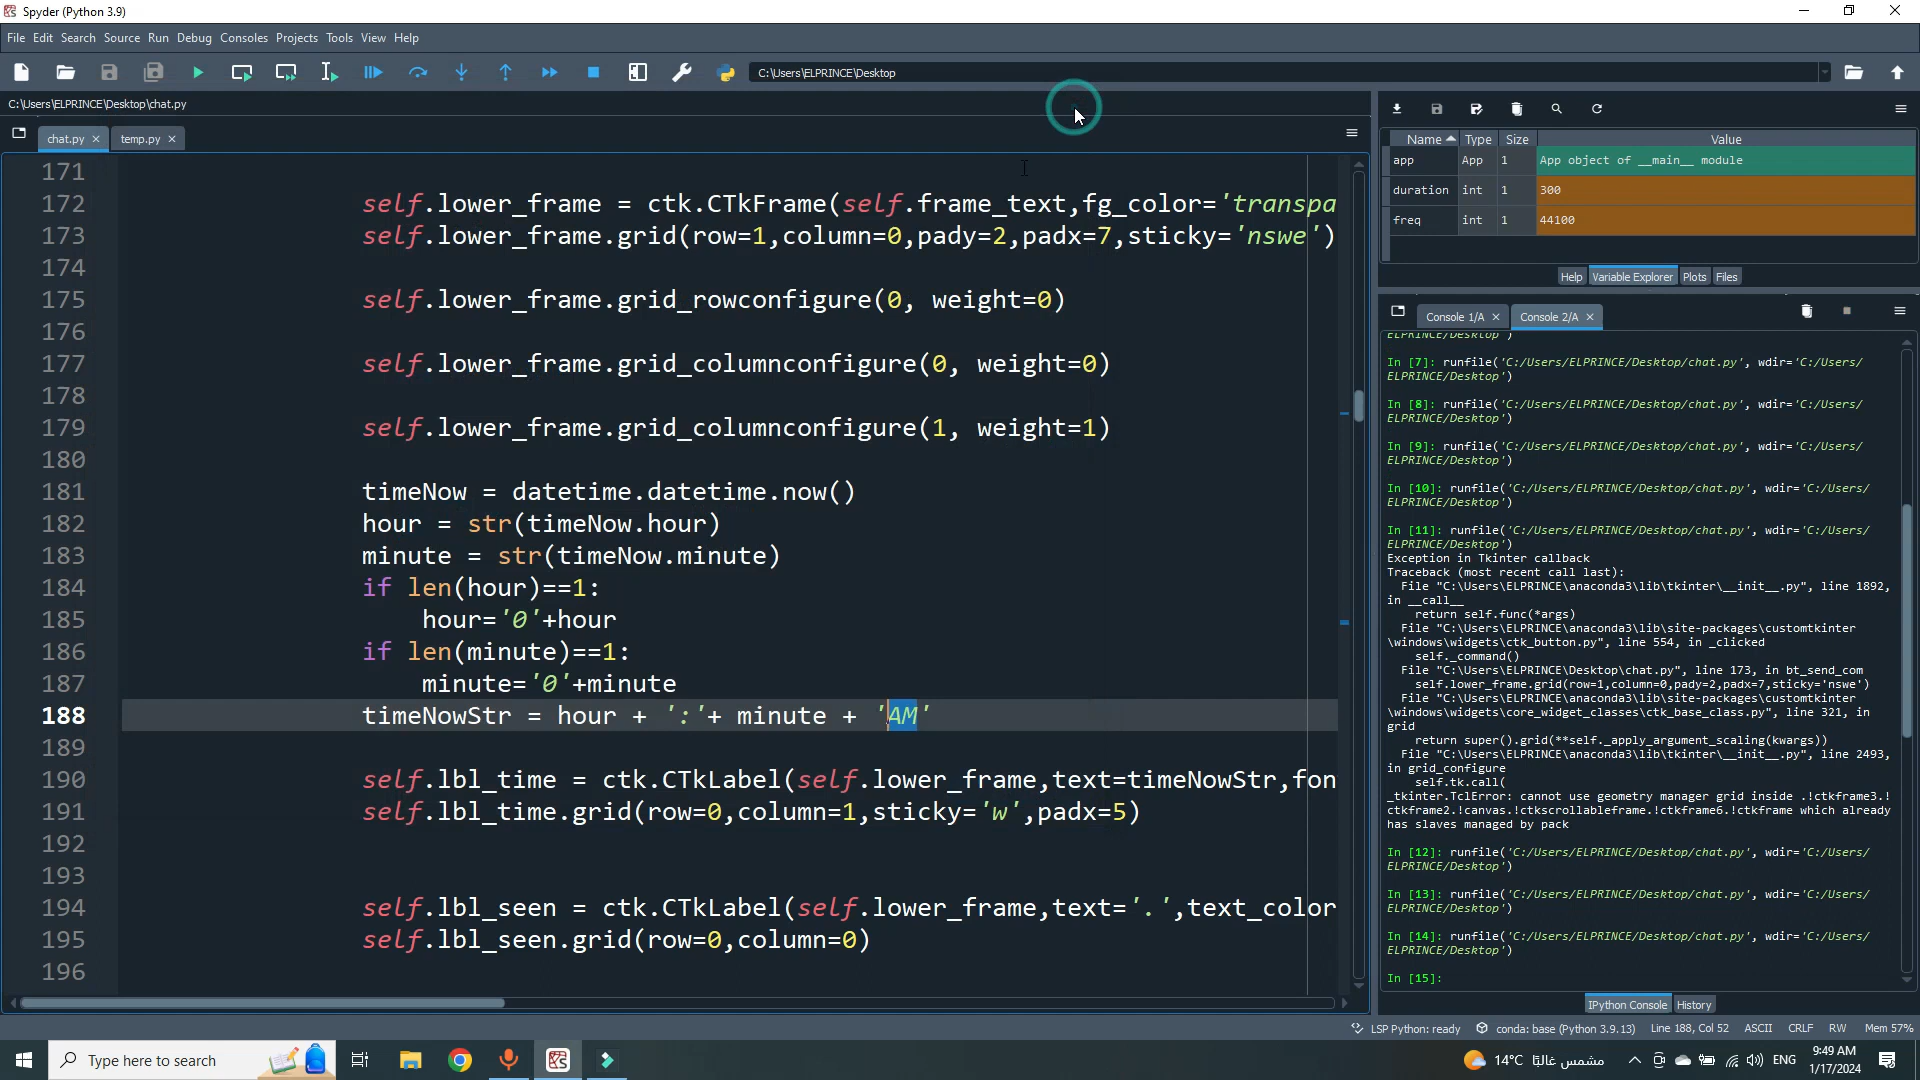 Spyder (Python 3.9)
File Edit Search Source Run Debug Consoles Projects Tools View Help
C:\Users\ELPRINCE\Desktop
C:\Users\ELPRINCE\Desktop\chat.py
chat.py
temp.py
171
172 self.lower_frame = ctk.CTkFrame(self.frame_text,fg_color='transpa
173 self.lower_frame.grid(row=1,column=0,pady=2,padx=7,sticky='nswe')
174
175 self.lower_frame.grid_rowconfigure(0, weight=0)
176
177 self.lower_frame.grid_columnconfigure(0, weight=0)
178
179 self.lower_frame.grid_columnconfigure(1, weight=1)
180
181 timeNow = datetime.datetime.now()
182 hour = str(timeNow.hour)
183 minute = str(timeNow.minute)
184 if len(hour)==1:
185 hour='0'+hour
186 if len(minute)==1:
187 minute='0'+minute
188 timeNowStr = hour + ':'+ minute + 'AM'
189
190 self.lbl_time = ctk.CTkLabel(self.lower_frame,text=timeNowStr,fon
191 self.lbl_time.grid(row=0,column=1,sticky='w',padx=5)
192
193
194 self.lbl_seen = ctk.CTkLabel(self.lower_frame,text='.',text_color
195 self.lbl_seen.grid(row=0,column=0)
196
Name Type Size Value
app App 1 App object of __main__ module
duration int 1 300
freq int 1 44100
Help Variable Explorer Plots Files
Console 1/A Console 2/A
ELPRINCE/Desktop')
In [7]: runfile('C:/Users/ELPRINCE/Desktop/chat.py', wdir='C:/Users/
ELPRINCE/Desktop')
In [8]: runfile('C:/Users/ELPRINCE/Desktop/chat.py', wdir='C:/Users/
ELPRINCE/Desktop')
In [9]: runfile('C:/Users/ELPRINCE/Desktop/chat.py', wdir='C:/Users/
ELPRINCE/Desktop')
In [10]: runfile('C:/Users/ELPRINCE/Desktop/chat.py', wdir='C:/Users/
ELPRINCE/Desktop')
In [11]: runfile('C:/Users/ELPRINCE/Desktop/chat.py', wdir='C:/Users/
ELPRINCE/Desktop')
Exception in Tkinter callback
Traceback (most recent call last):
File "C:\Users\ELPRINCE\anaconda3\lib\tkinter\__init__.py", line 1892,
in __call__
return self.func(*args)
File "C:\Users\ELPRINCE\anaconda3\lib\site-packages\customtkinter
\windows\widgets\ctk_button.py", line 554, in _clicked
self._command()
File "C:\Users\ELPRINCE\Desktop\chat.py", line 173, in bt_send_com
self.lower_frame.grid(row=1,column=0,pady=2,padx=7,sticky='nswe')
File "C:\Users\ELPRINCE\anaconda3\lib\site-packages\customtkinter
\windows\widgets\core_widget_classes\ctk_base_class.py", line 321, in
grid
return super().grid(**self._apply_argument_scaling(kwargs))
File "C:\Users\ELPRINCE\anaconda3\lib\tkinter\__init__.py", line 2493,
in grid_configure
self.tk.call(
_tkinter.TclError: cannot use geometry manager grid inside .!ctkframe3.!
ctkframe2.!canvas.!ctkscrollableframe.!ctkframe6.!ctkframe which already
has slaves managed by pack
In [12]: runfile('C:/Users/ELPRINCE/Desktop/chat.py', wdir='C:/Users/
ELPRINCE/Desktop')
In [13]: runfile('C:/Users/ELPRINCE/Desktop/chat.py', wdir='C:/Users/
ELPRINCE/Desktop')
In [14]: runfile('C:/Users/ELPRINCE/Desktop/chat.py', wdir='C:/Users/
ELPRINCE/Desktop')
In [15]:
IPython Console History
LSP Python: ready conda: base (Python 3.9.13) Line 188, Col 52 ASCII CRLF RW Mem 57%
Type here to search
14°C مشمس غالبًا
ENG
9:49 AM
1/17/2024